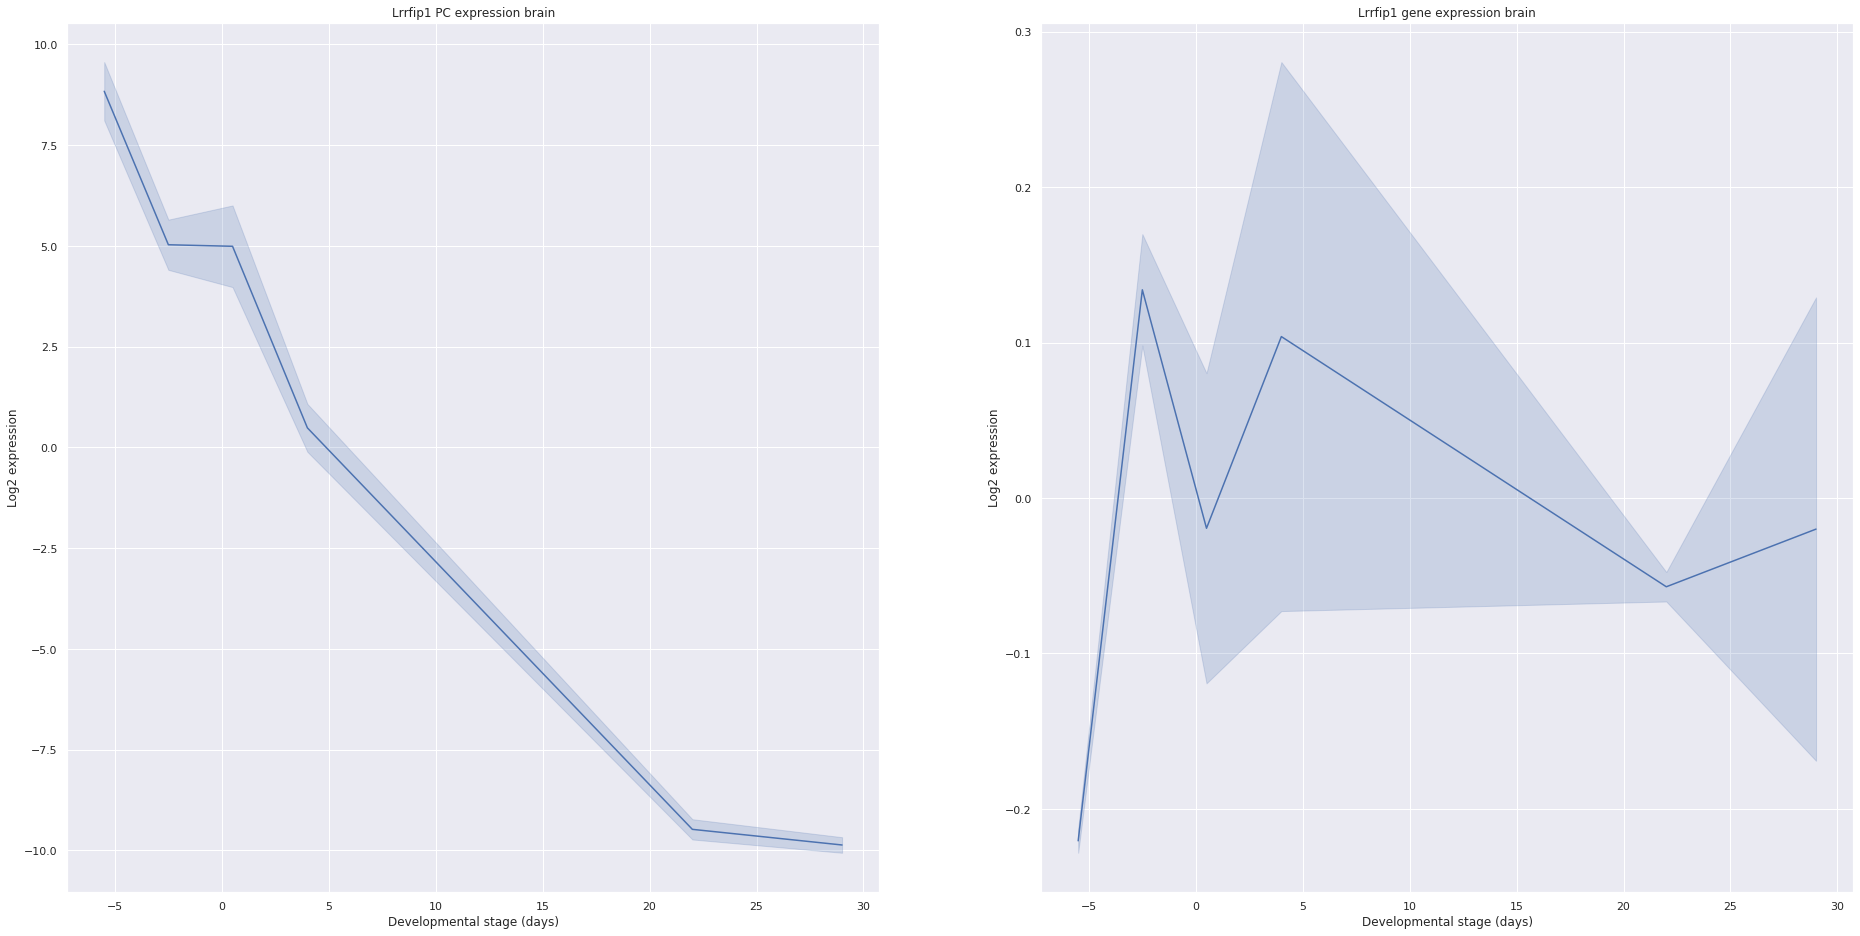 Lrrfip1 PC expression brain
10.0
7.5
5.0
2.5
0.0
−2.5
−5.0
−7.5
−10.0
Log2 expression
−5 0 5 10 15 20 25 30
Developmental stage (days)
Lrrfip1 gene expression brain
0.3
0.2
0.1
0.0
−0.1
−0.2
Log2 expression
−5 0 5 10 15 20 25 30
Developmental stage (days)